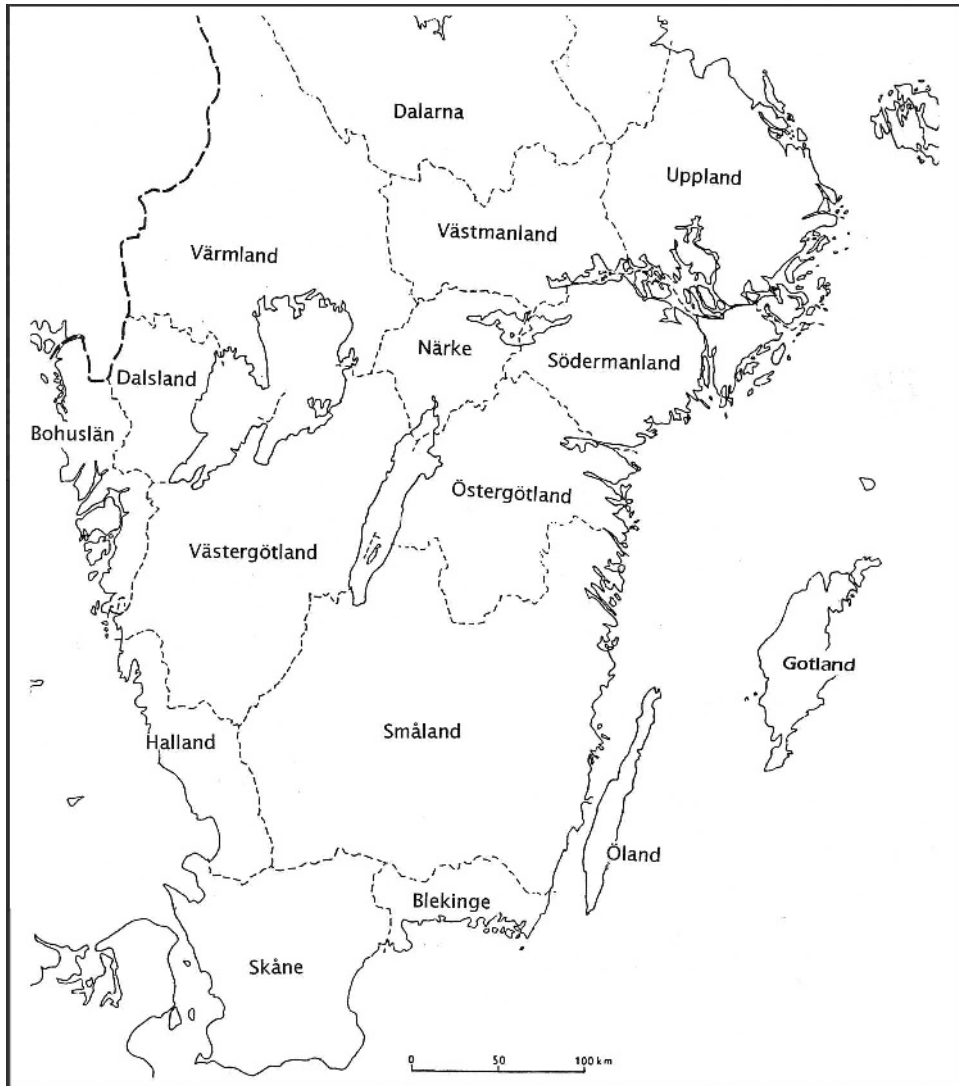 Dalarna
Uppland
Västmanland
Värmland
Närke
Södermanland
Dalsland
Bohuslän
Östergötland
Västergötland
Gotland
Småland
Halland
Öland
Blekinge
Skåne
0 50 100 km